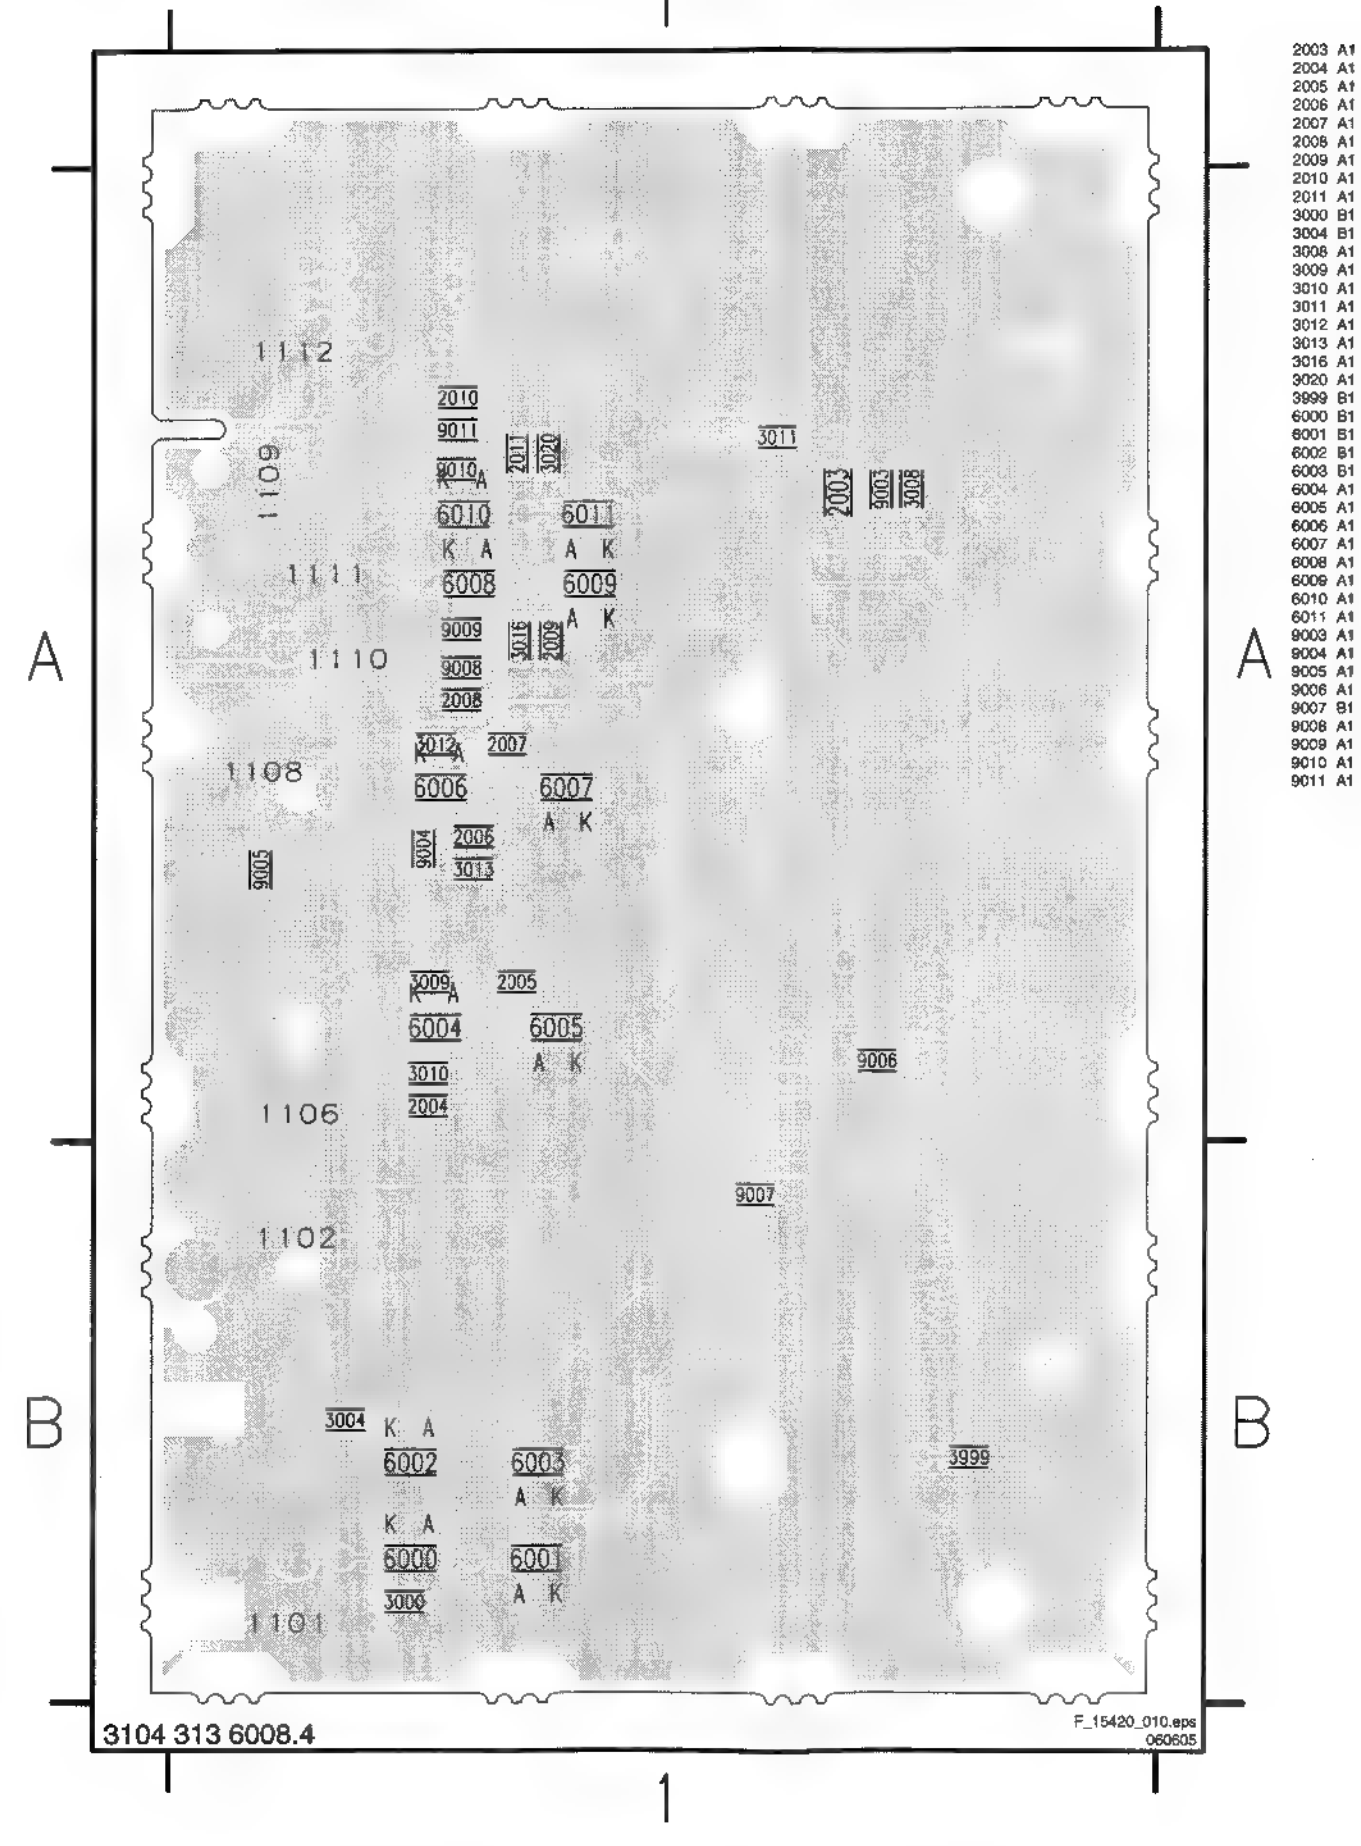 1112
2010
9011
9010
K A
2011
3020
3011
1109
2003
9003
3008
6010
6011
K A
A K
1111
6008
6009
A K
9009
3016
2009
1110
9008
2008
A
A
3012
2007
K A
1108
6006
6007
A K
9004
2006
9005
3013
3009
2005
K A
6004
6005
A K
9006
3010
2004
1106
9007
1102
B
B
3004
K A
6002
6003
3999
A K
K A
6000
6001
3000
A K
1101
3104 313 6008.4
F_15420_010.eps
060605
1
2003 A1
2004 A1
2005 A1
2006 A1
2007 A1
2008 A1
2009 A1
2010 A1
2011 A1
3000 B1
3004 B1
3008 A1
3009 A1
3010 A1
3011 A1
3012 A1
3013 A1
3016 A1
3020 A1
3999 B1
6000 B1
6001 B1
6002 B1
6003 B1
6004 A1
6005 A1
6006 A1
6007 A1
6008 A1
6009 A1
6010 A1
6011 A1
9003 A1
9004 A1
9005 A1
9006 A1
9007 B1
9008 A1
9009 A1
9010 A1
9011 A1